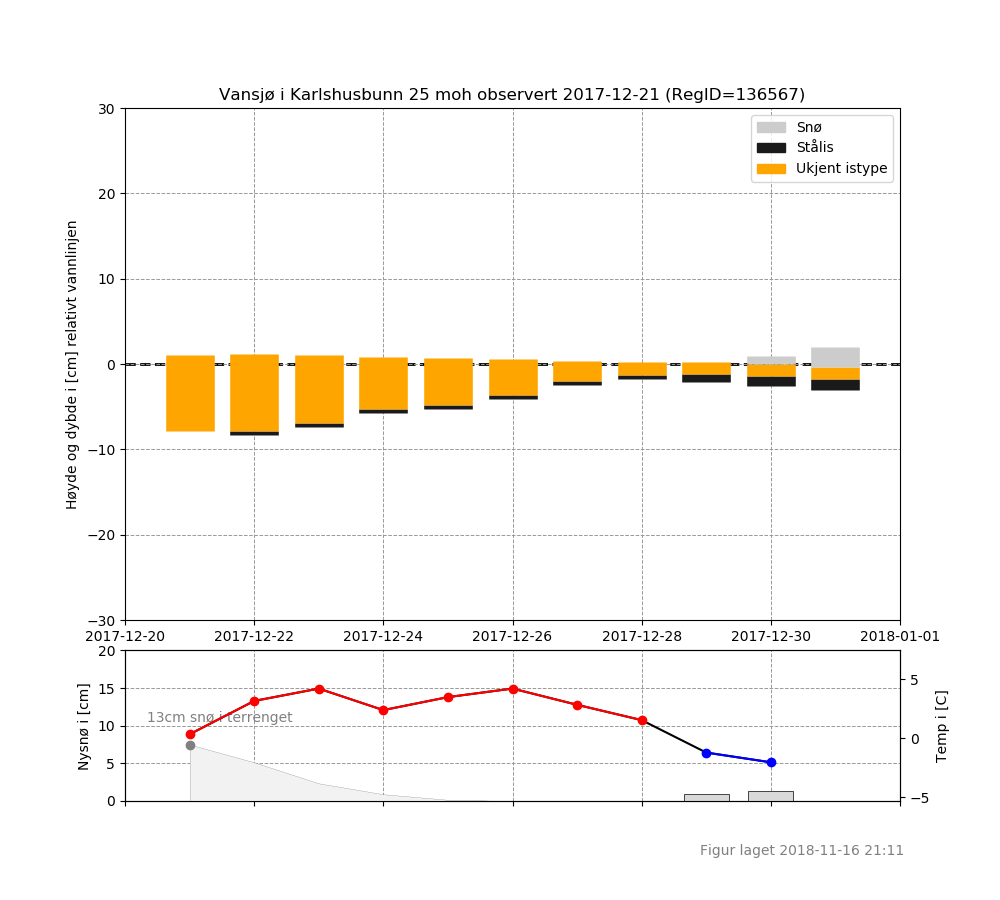 Vansjø i Karlshusbunn 25 moh observert 2017-12-21 (RegID=136567)
Snø
Stålis
Ukjent istype
Høyde og dybde i [cm] relativt vannlinjen
30
20
10
0
−10
−20
−30
2017-12-20 2017-12-22 2017-12-24 2017-12-26 2017-12-28 2017-12-30 2018-01-01
Nysnø i [cm]
20
15
10
5
0
13cm snø i terrenget
5
0
−5
Temp i [C]
Figur laget 2018-11-16 21:11